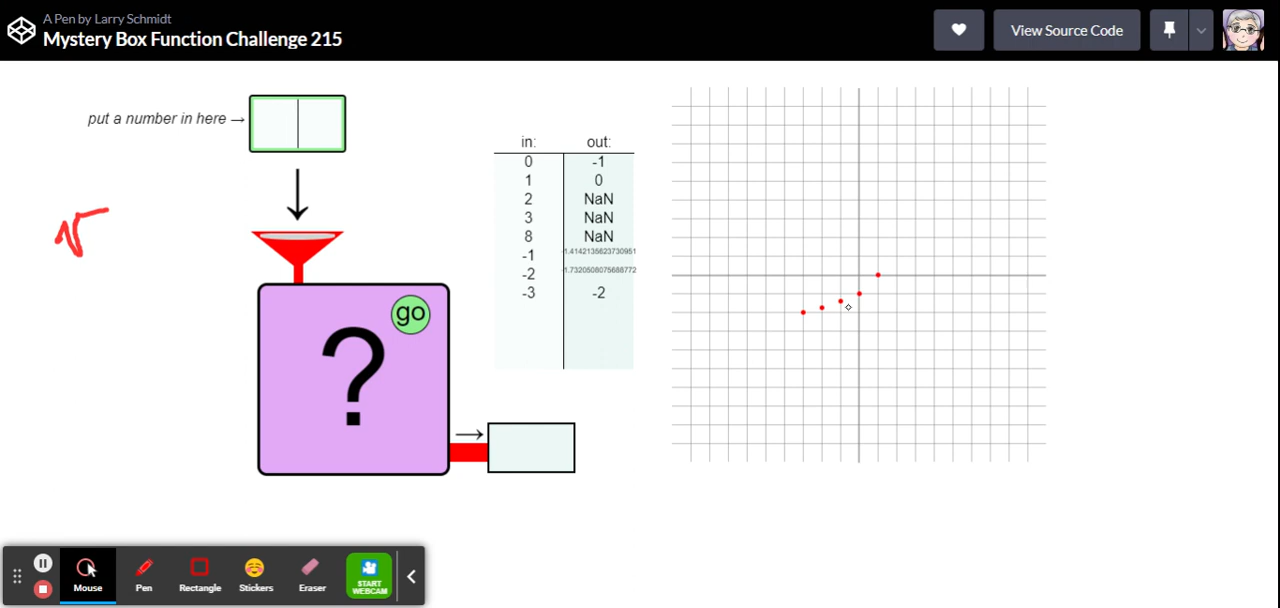 A Pen by Larry Schmidt
Mystery Box Function Challenge 215
View Source Code
put a number in here →
in: out:
0 -1
1 0
2 NaN
3 NaN
8 NaN
-1 1.4142135623730951
-2 1.7320508075688772
-3 -2
√
go
?
→
Mouse
Pen
Rectangle
Stickers
Eraser
START
WEBCAM